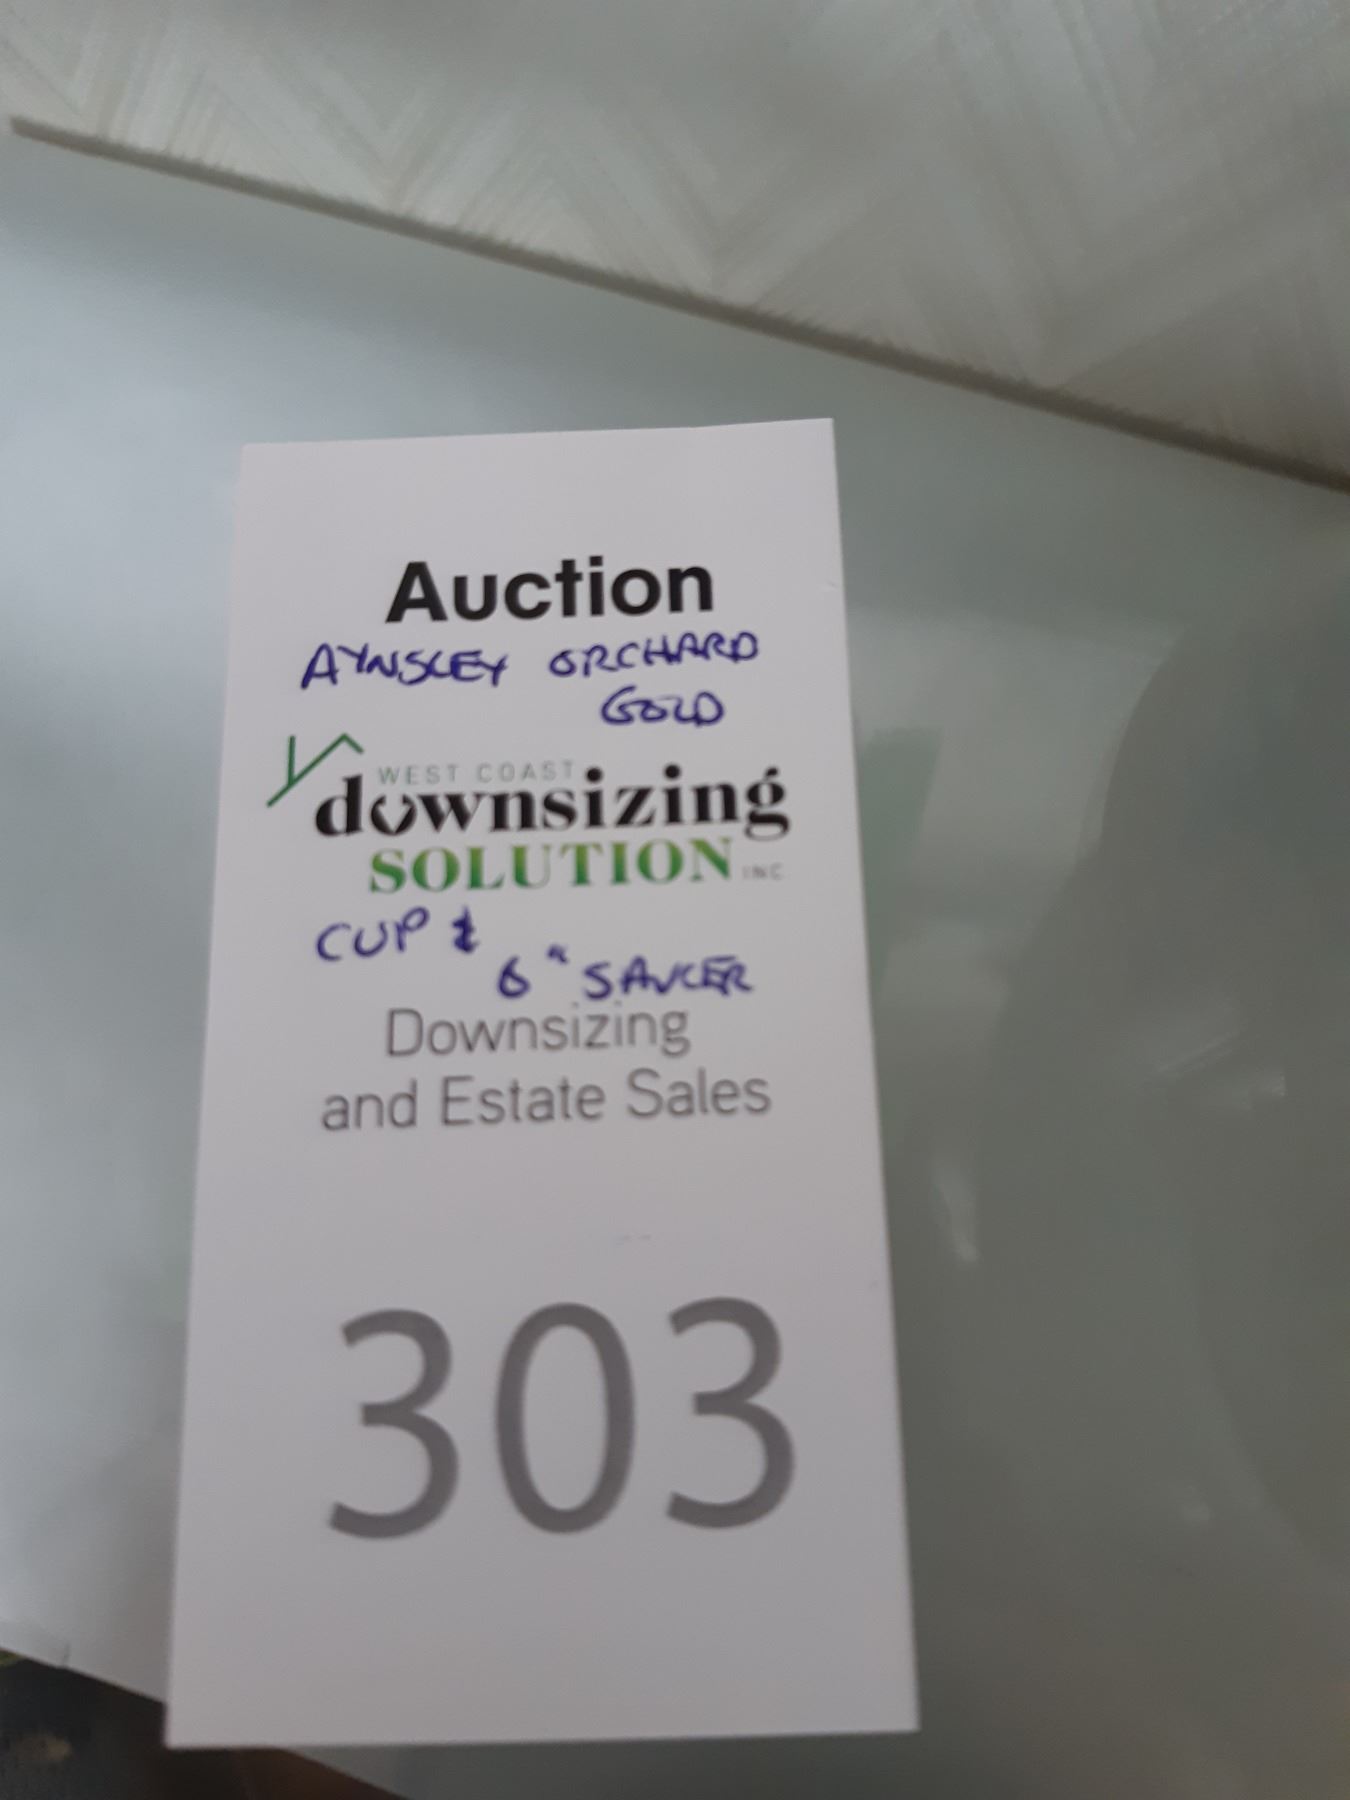 Auction
AYNSLEY ORCHARD
GOLD
WEST COAST
downsizing
SOLUTION INC
CUP &
6" SAUCER
Downsizing
and Estate Sales
303